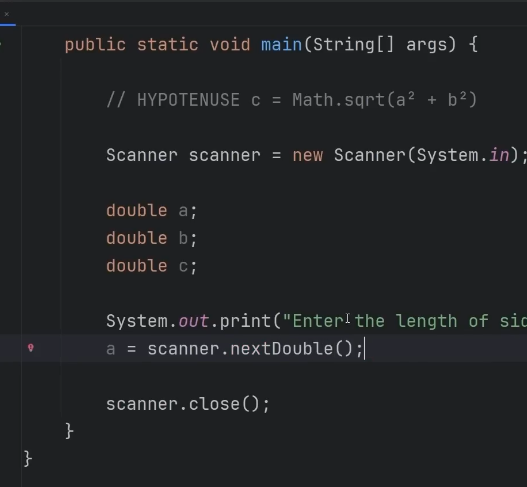 public static void main(String[] args) {
// HYPOTENUSE c = Math.sqrt(a² + b²)
Scanner scanner = new Scanner(System.in);
double a;
double b;
double c;
System.out.print("Enter the length of
a = scanner.nextDouble();
scanner.close();
}
}